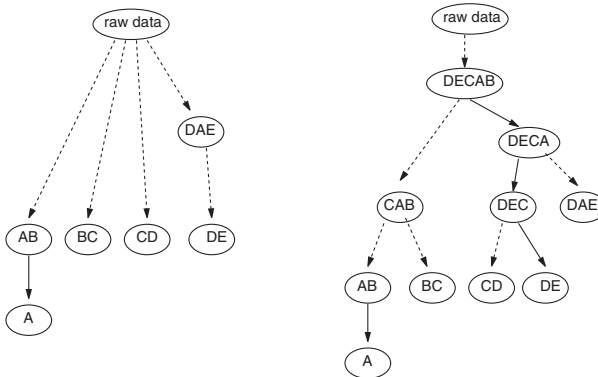 raw data
DAE
AB BC CD DE
A
raw data
DECAB
DECA
CAB DEC DAE
AB BC CD DE
A